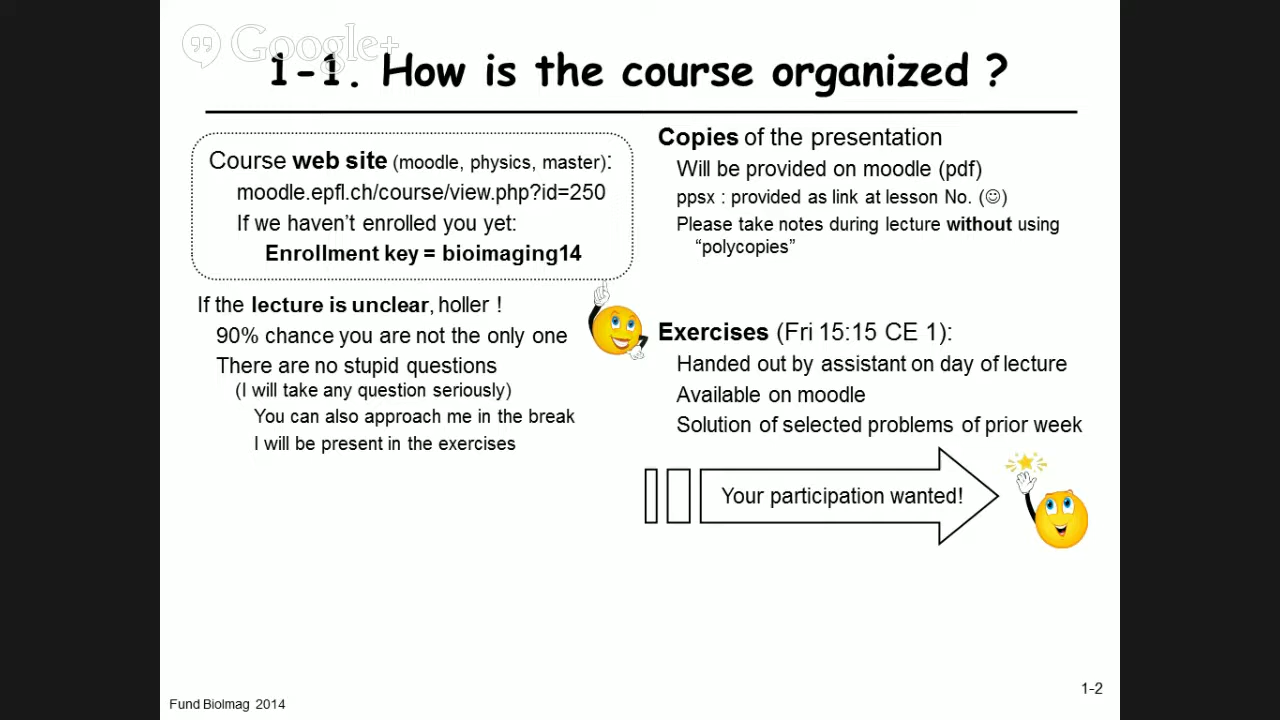 Google+
1-1. How is the course organized ?
Course web site (moodle, physics, master):
moodle.epfl.ch/course/view.php?id=250
If we haven’t enrolled you yet:
Enrollment key = bioimaging14
If the lecture is unclear, holler !
90% chance you are not the only one
There are no stupid questions
(I will take any question seriously)
You can also approach me in the break
I will be present in the exercises
Copies of the presentation
Will be provided on moodle (pdf)
ppsx : provided as link at lesson No. (☺)
Please take notes during lecture without using
“polycopies”
Exercises (Fri 15:15 CE 1):
Handed out by assistant on day of lecture
Available on moodle
Solution of selected problems of prior week
Your participation wanted!
Fund BioImag 2014
1-2